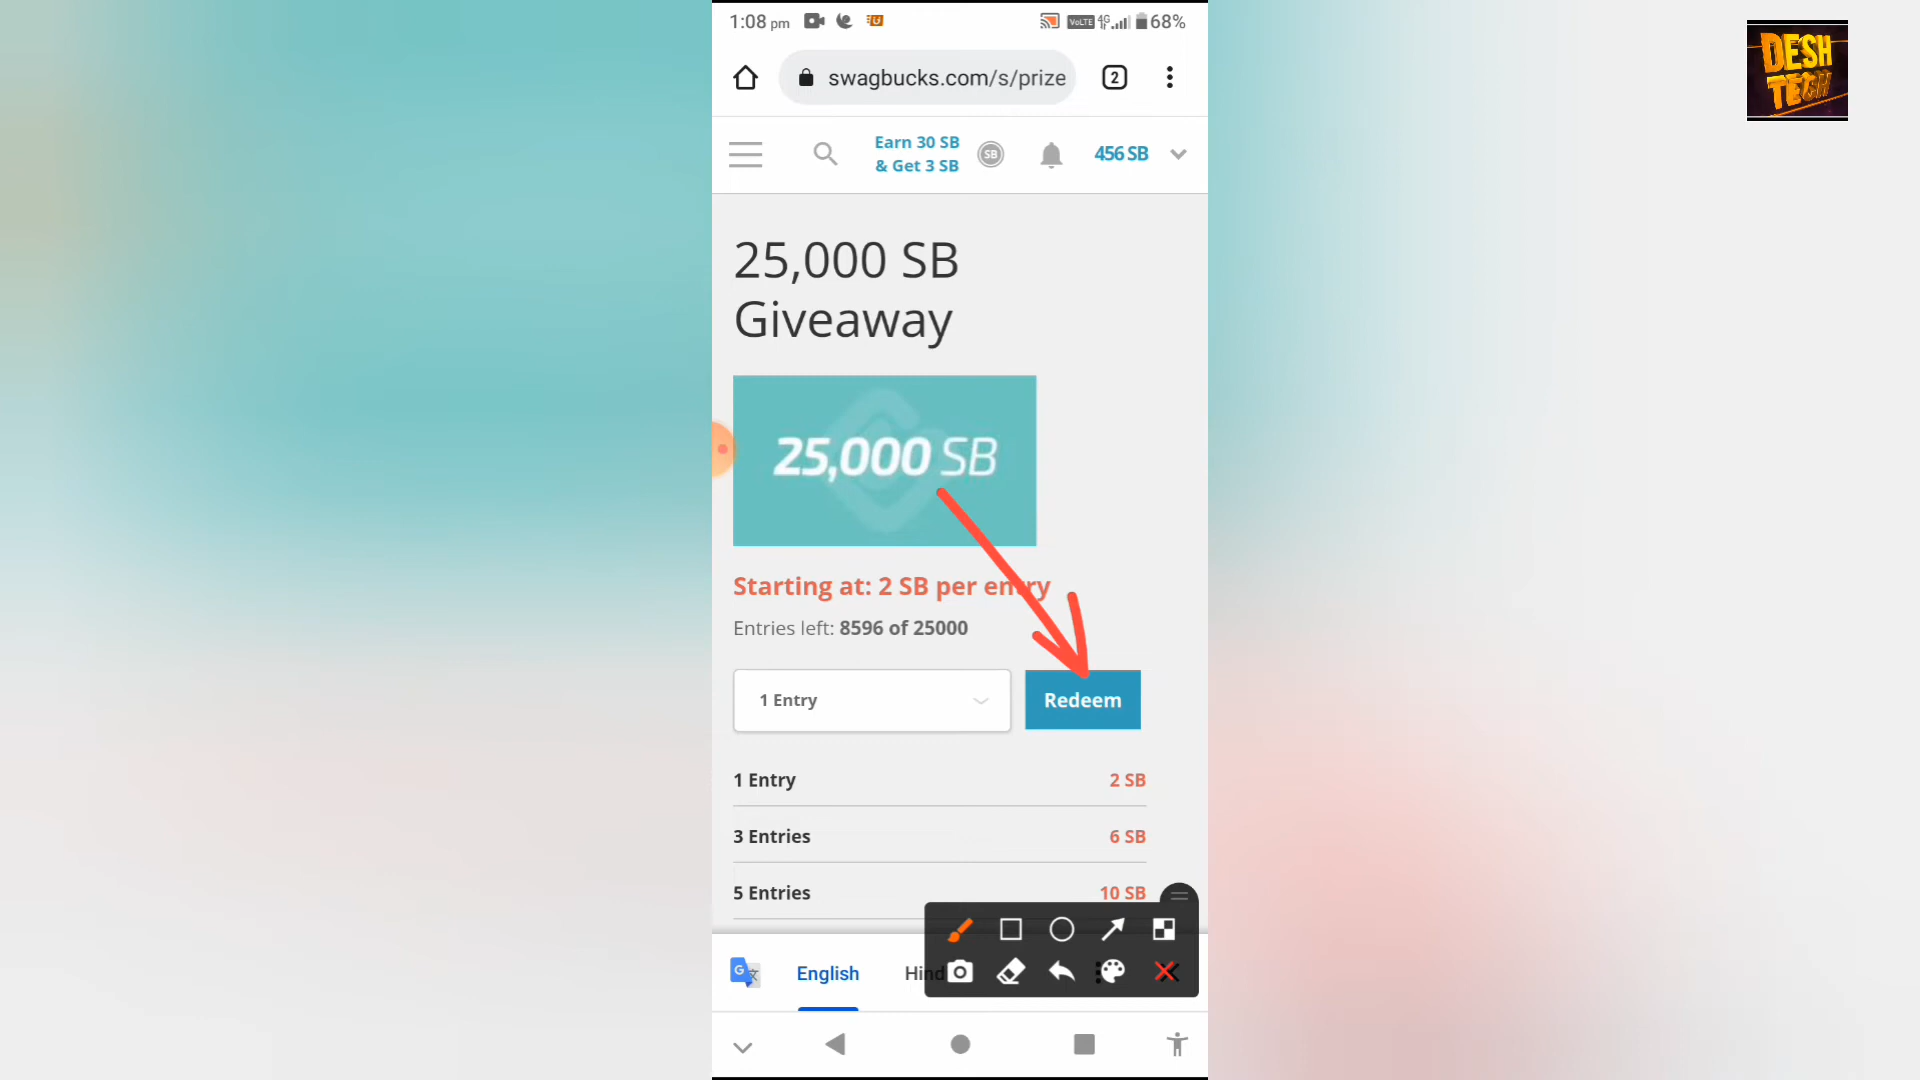 1:08 pm
VoLTE 4G 68%
swagbucks.com/s/prize
2
DESH
TECH
Earn 30 SB
& Get 3 SB
SB
456 SB
25,000 SB
Giveaway
25,000 SB
Starting at: 2 SB per entry
Entries left: 8596 of 25000
1 Entry
Redeem
1 Entry 2 SB
3 Entries 6 SB
5 Entries 10 SB
English
Hind